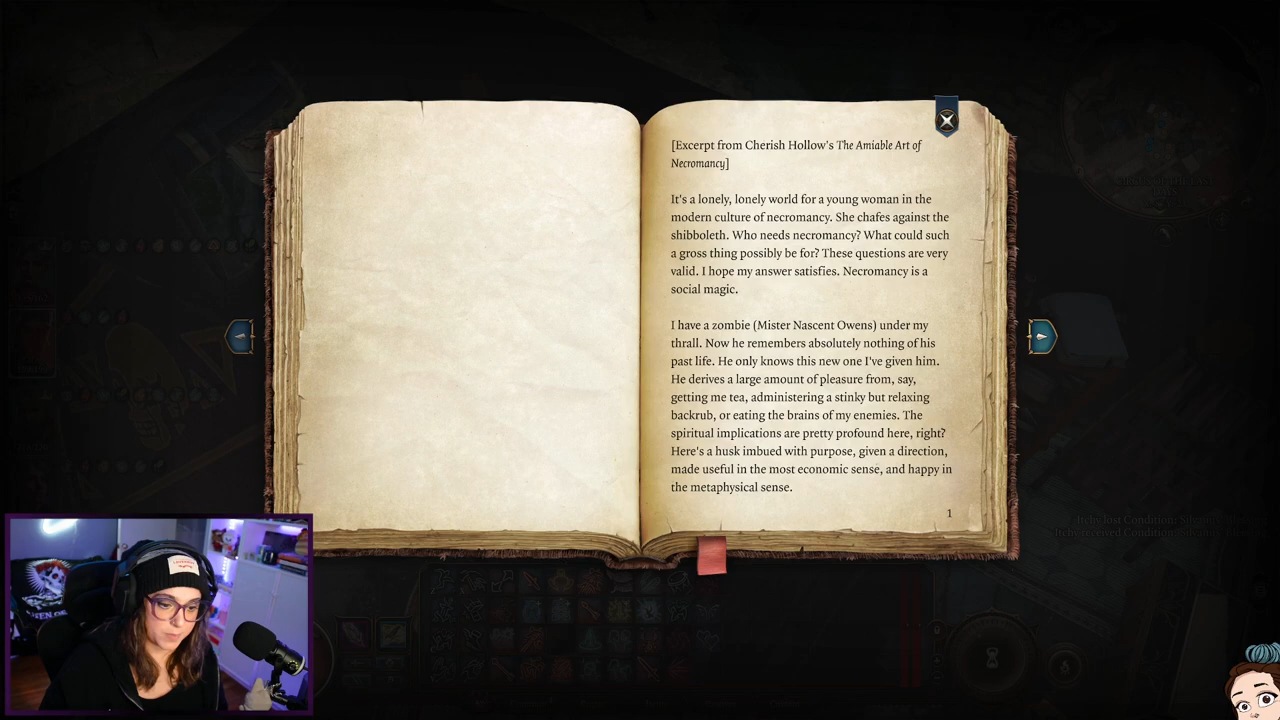 [Excerpt from Cherish Hollow's The Amiable Art of
Necromancy]
It's a lonely, lonely world for a young woman in the
modern culture of necromancy. She chafes against the
shibboleth. Who needs necromancy? What could such
a gross thing possibly be for? These questions are very
valid. I hope my answer satisfies. Necromancy is a
social magic.
I have a zombie (Mister Nascent Owens) under my
thrall. Now he remembers absolutely nothing of his
past life. He only knows this new one I've given him.
He derives a large amount of pleasure from, say,
getting me tea, administering a stinky but relaxing
backrub, or eating the brains of my enemies. The
spiritual implications are pretty profound here, right?
Here's a husk imbued with purpose, given a direction,
made useful in the most economic sense, and happy in
the metaphysical sense.
1
lost Condition:
received Condition: